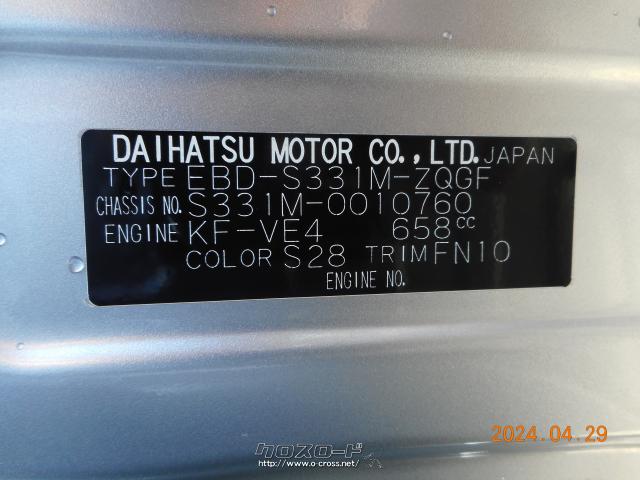 DAIHATSU MOTOR CO., LTD. JAPAN
TYPE EBD-S331M-ZQGF
CHASSIS NO. S331M-0010760
ENGINE KF-VE4 658cc
COLOR S28 TRIM FN10
ENGINE NO.
2024.04.29
クロスロード
http://www.o-cross.net/